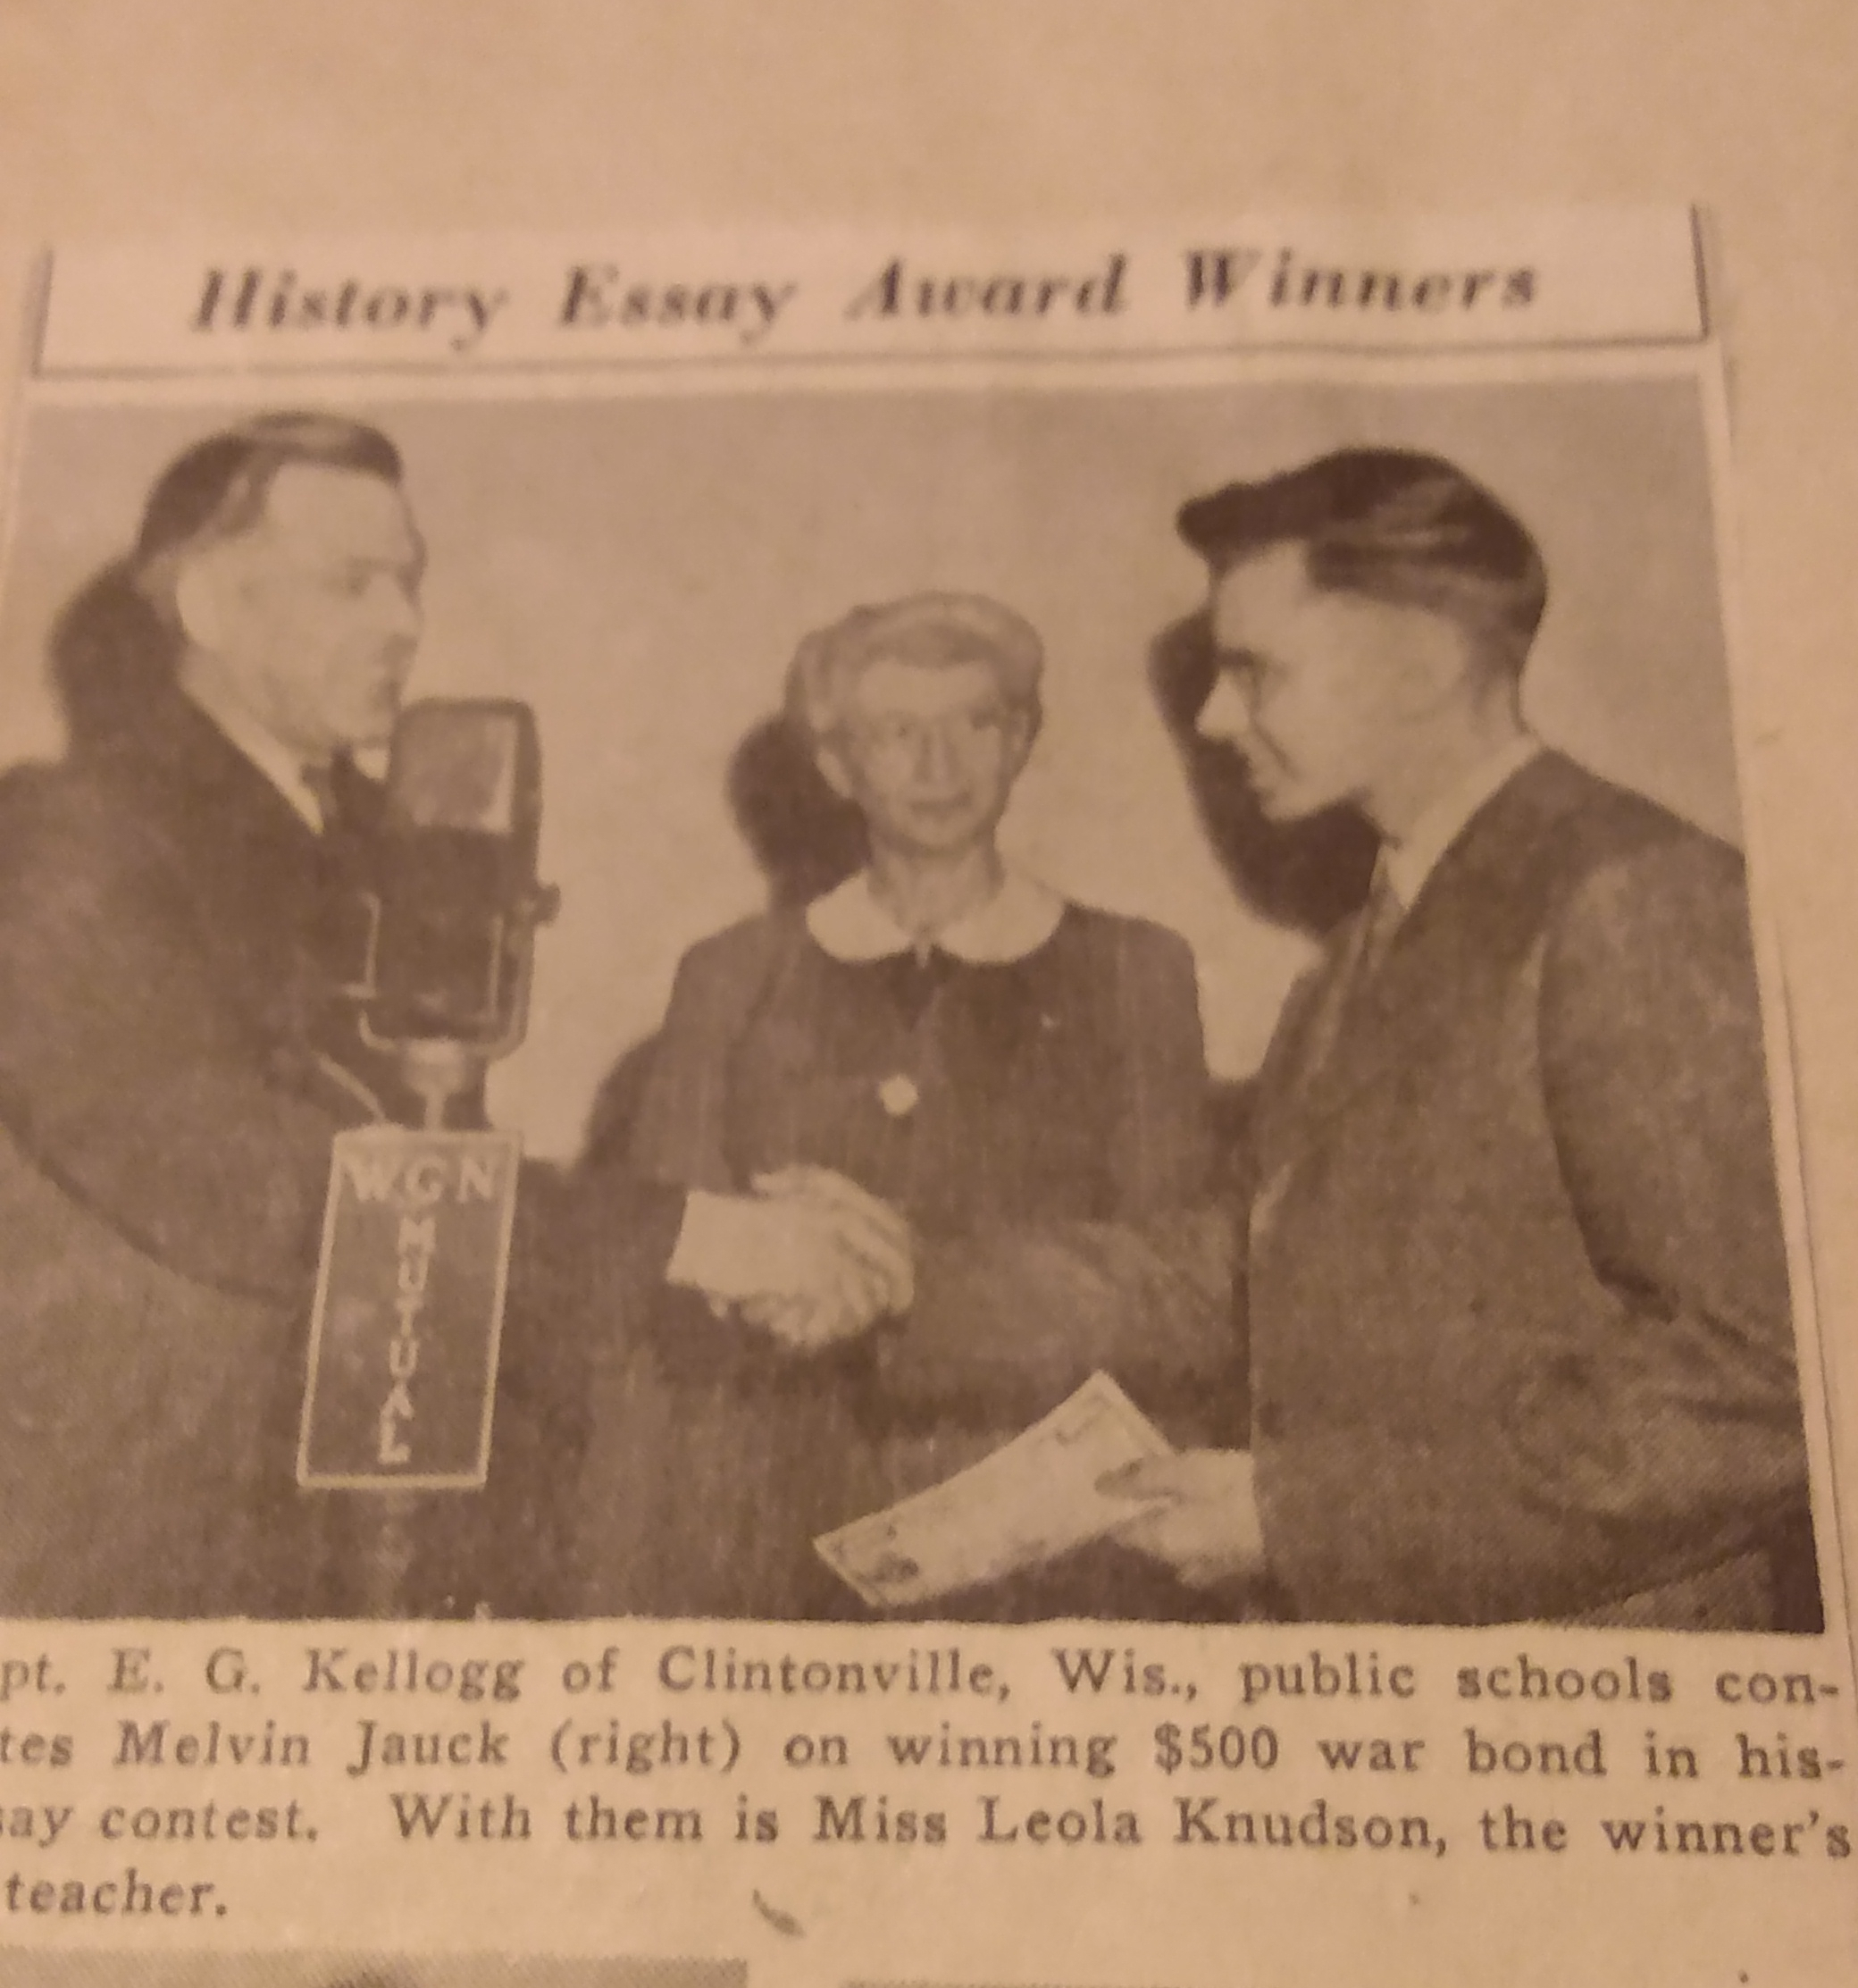 History Essay Award Winners
WGN
MUTUAL
pt. E. G. Kellogg of Clintonville, Wis., public schools con-
tes Melvin Jauck (right) on winning $500 war bond in his-
ay contest. With them is Miss Leola Knudson, the winner's
teacher.